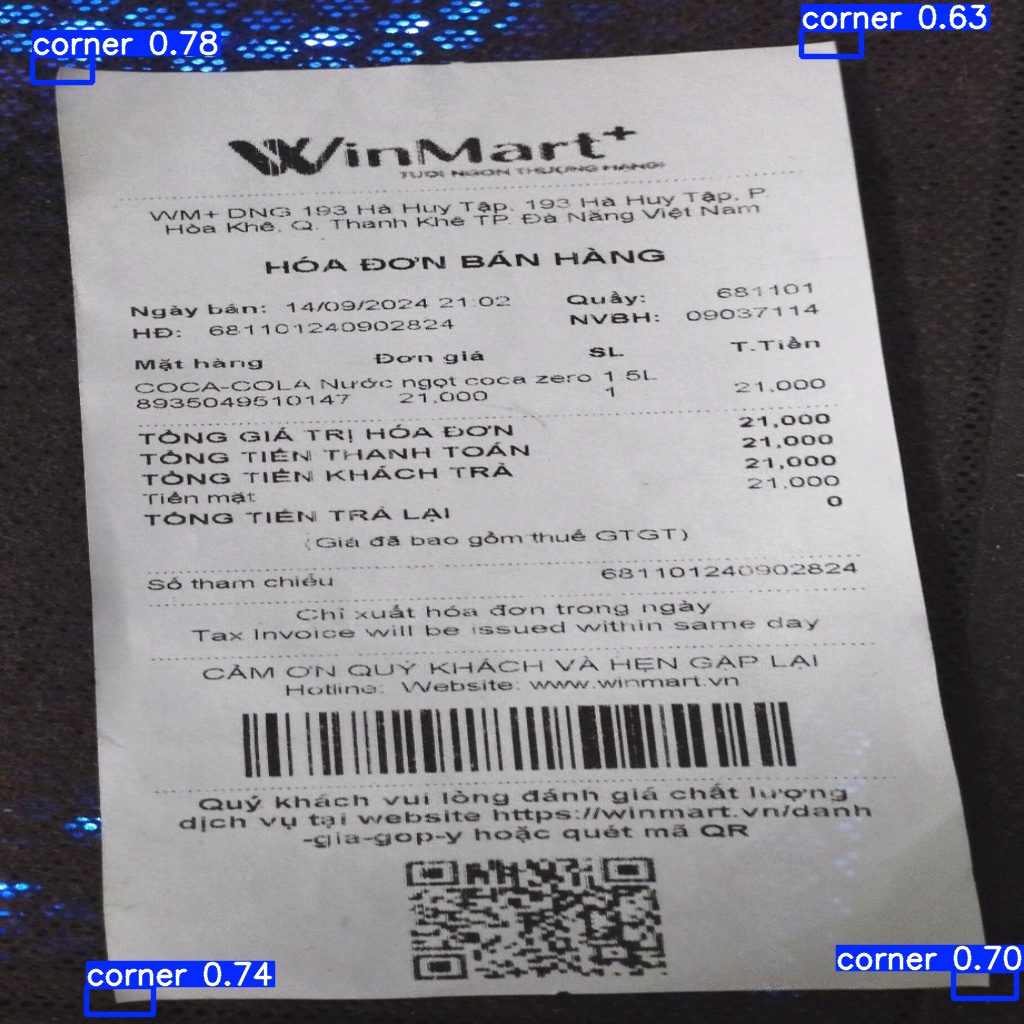 corner 0.78
corner 0.63
WinMart+
TƯƠI NGON THƯỢNG HẠNG!
WM+ DNG 193 Hà Huy Tập, 193 Hà Huy Tập, P.
Hòa Khê, Q. Thanh Khê TP. Đà Nẵng Việt Nam
HÓA ĐƠN BÁN HÀNG
Ngày bán: 14/09/2024 21:02 Quầy: 681101
HĐ: 681101240902824 NVBH: 09037114
Mặt hàng Đơn giá SL T.Tiền
COCA-COLA Nước ngọt coca zero 1.5L
8935049510147 21,000 1 21,000
TỔNG GIÁ TRỊ HÓA ĐƠN 21,000
TỔNG TIỀN THANH TOÁN 21,000
TỔNG TIỀN KHÁCH TRẢ 21,000
Tiền mặt 21,000
TỔNG TIỀN TRẢ LẠI 0
(Giá đã bao gồm thuế GTGT)
Số tham chiếu 681101240902824
Chỉ xuất hóa đơn trong ngày
Tax Invoice will be issued within same day
CẢM ƠN QUÝ KHÁCH VÀ HẸN GẶP LẠI
Hotline: Website: www.winmart.vn
Quý khách vui lòng đánh giá chất lượng
dịch vụ tại website https://winmart.vn/danh
-gia-gop-y hoặc quét mã QR
corner 0.74
corner 0.70